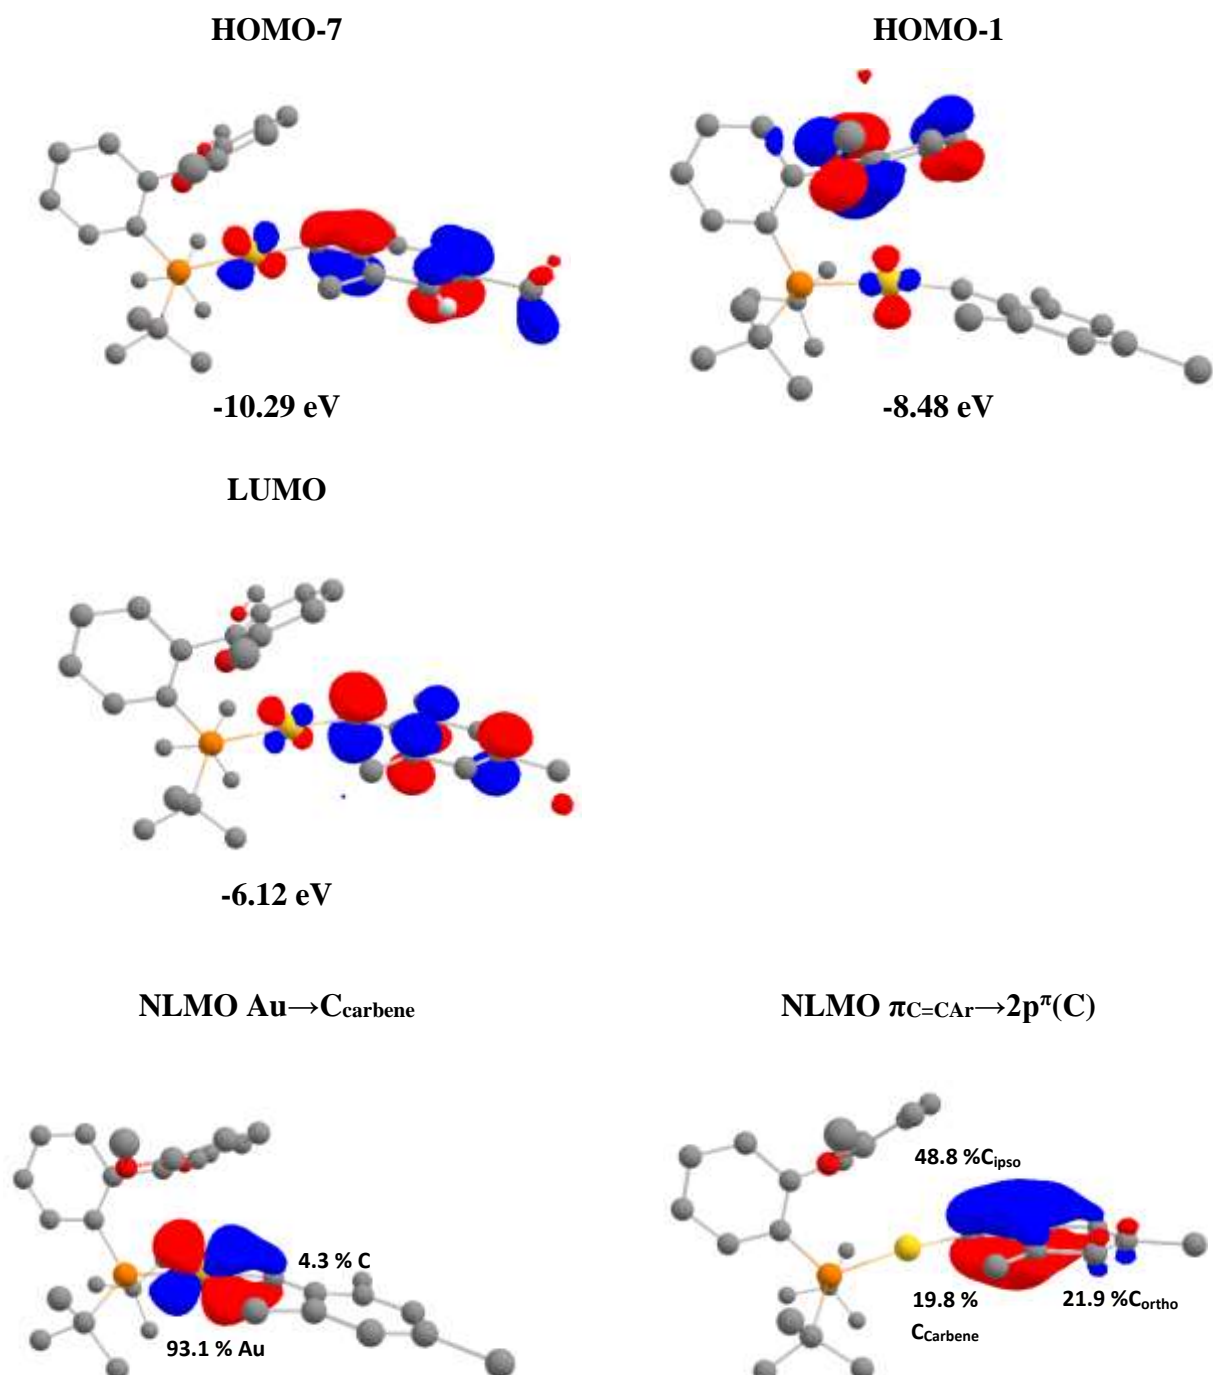 HOMO-7
HOMO-1
-10.29 eV
-8.48 eV
LUMO
-6.12 eV
NLMO Au→Ccarbene
NLMO πC=CAr→2pπ(C)
48.8 %Cipso
4.3 % C
93.1 % Au
19.8 %
CCarbene
21.9 %Cortho